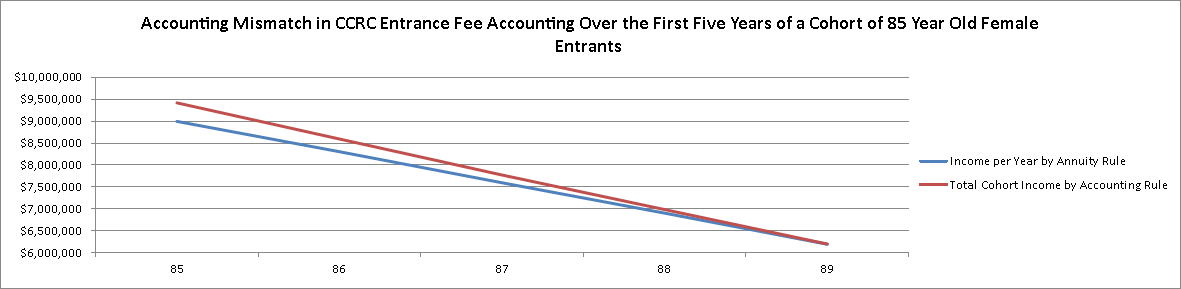 Accounting Mismatch in CCRC Entrance Fee Accounting Over the First Five Years of a Cohort of 85 Year Old Female
Entrants
$10,000,000
$9,500,000
$9,000,000
$8,500,000
$8,000,000
$7,500,000
$7,000,000
$6,500,000
$6,000,000
85 86 87 88 89
Income per Year by Annuity Rule
Total Cohort Income by Accounting Rule